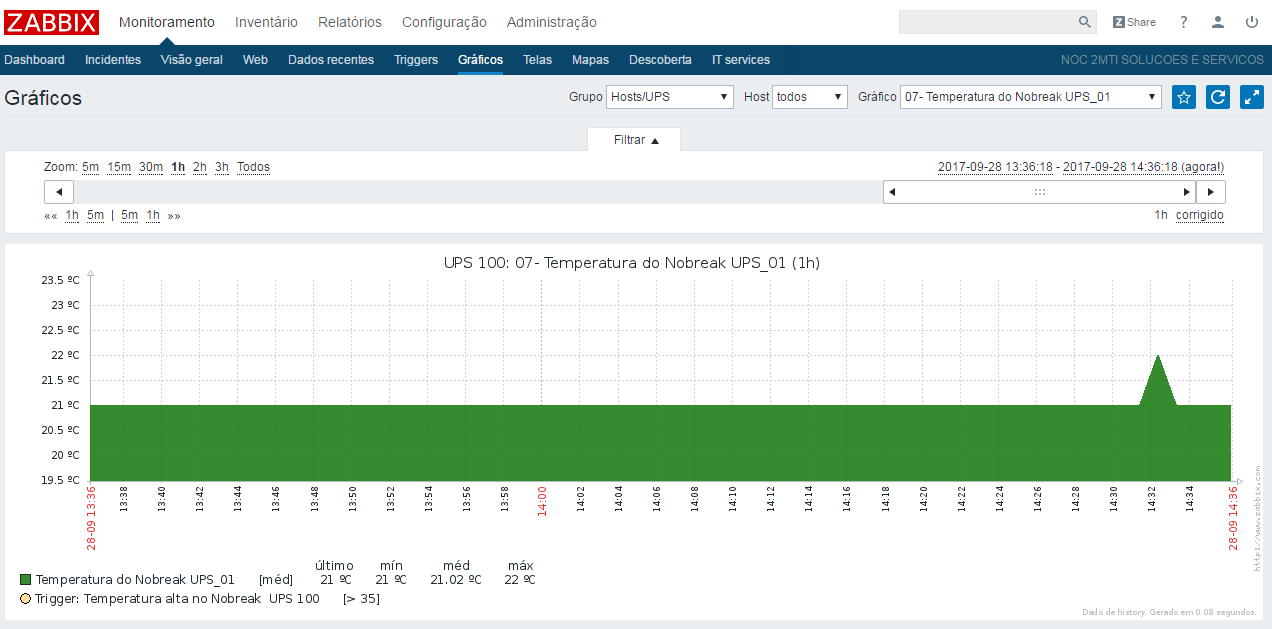 ZABBIX Monitoramento Inventário Relatórios Configuração Administração Z Share ?
Dashboard Incidentes Visão geral Web Dados recentes Triggers Gráficos Telas Mapas Descoberta IT services NOC 2MTI SOLUCOES E SERVICOS
Gráficos Grupo Hosts/UPS Host todos Gráfico 07- Temperatura do Nobreak UPS_01
Filtrar
Zoom: 5m 15m 30m 1h 2h 3h Todos 2017-09-28 13:36:18 - 2017-09-28 14:36:18 (agora!)
«« 1h 5m | 5m 1h »» 1h corrigido
UPS 100: 07- Temperatura do Nobreak UPS_01 (1h)
23.5 ºC
23 ºC
22.5 ºC
22 ºC
21.5 ºC
21 ºC
20.5 ºC
20 ºC
19.5 ºC
28-09 13:36 13:38 13:40 13:42 13:44 13:46 13:48 13:50 13:52 13:54 13:56 13:58 14:00 14:02 14:04 14:06 14:08 14:10 14:12 14:14 14:16 14:18 14:20 14:22 14:24 14:26 14:28 14:30 14:32 14:34 28-09 14:36
http://www.zabbix.com
último mín méd máx
Temperatura do Nobreak UPS_01 [méd] 21 ºC 21 ºC 21.02 ºC 22 ºC
Trigger: Temperatura alta no Nobreak UPS 100 [> 35]
Dado de history. Gerado em 0.08 segundos.